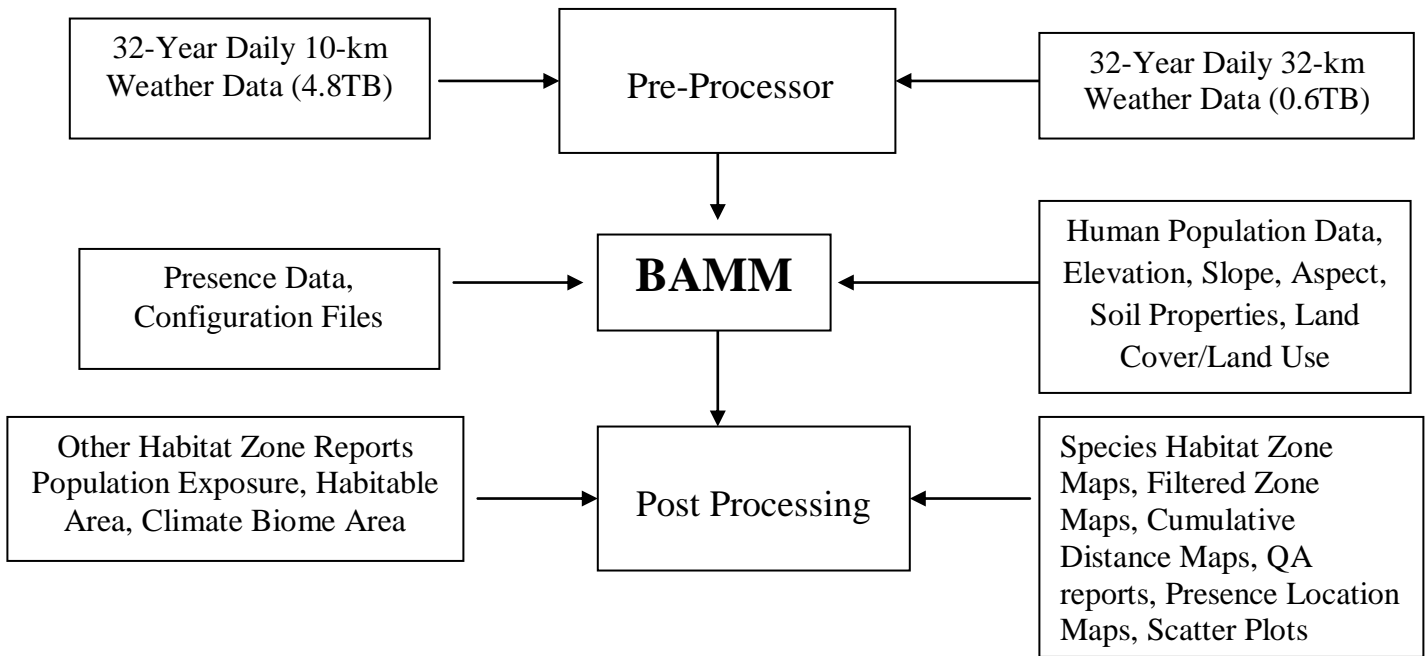 32-Year Daily 10-km
Weather Data (4.8TB)
Pre-Processor
32-Year Daily 32-km
Weather Data (0.6TB)
Presence Data,
Configuration Files
BAMM
Human Population Data,
Elevation, Slope, Aspect,
Soil Properties, Land
Cover/Land Use
Other Habitat Zone Reports
Population Exposure, Habitable
Area, Climate Biome Area
Post Processing
Species Habitat Zone
Maps, Filtered Zone
Maps, Cumulative
Distance Maps, QA
reports, Presence Location
Maps, Scatter Plots